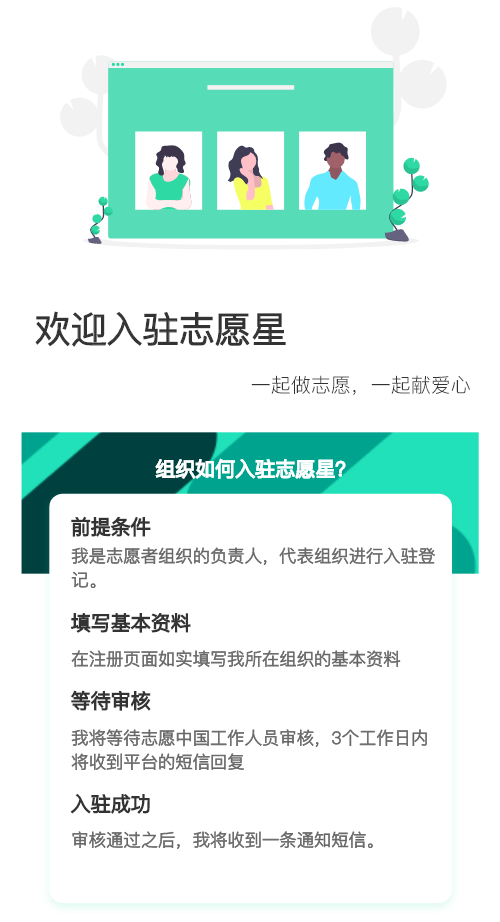 欢迎入驻志愿星
一起做志愿，一起献爱心
组织如何入驻志愿星？
前提条件
我是志愿者组织的负责人，代表组织进行入驻登
记。
填写基本资料
在注册页面如实填写我所在组织的基本资料
等待审核
我将等待志愿中国工作人员审核，3个工作日内
将收到平台的短信回复
入驻成功
审核通过之后，我将收到一条通知短信。